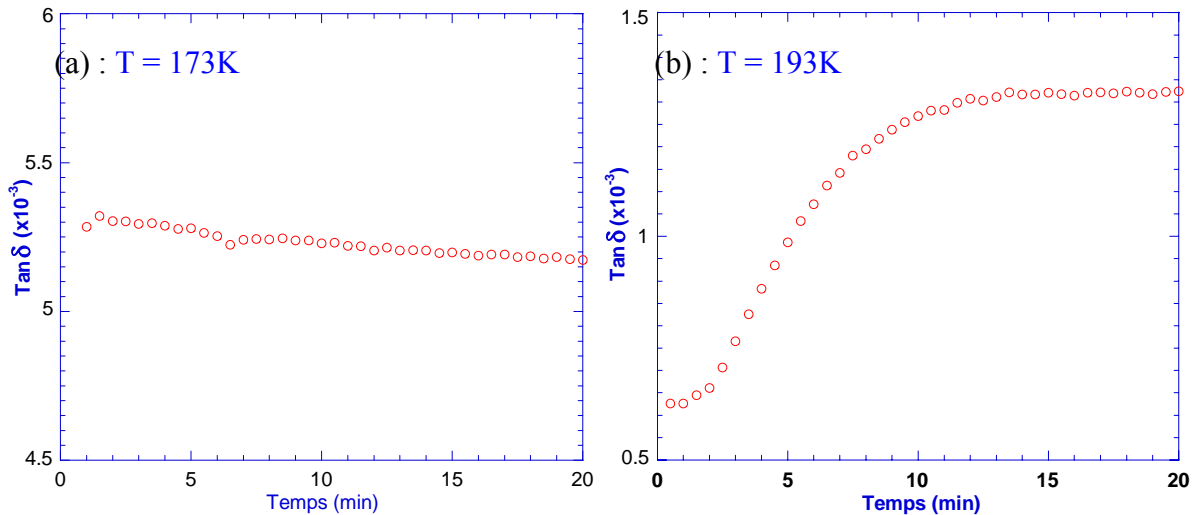 (a) : T = 173K
6
5.5
5
4.5
Tan δ (x10⁻³)
0 5 10 15 20
Temps (min)
(b) : T = 193K
1.5
1
0.5
Tan δ (x10⁻³)
0 5 10 15 20
Temps (min)